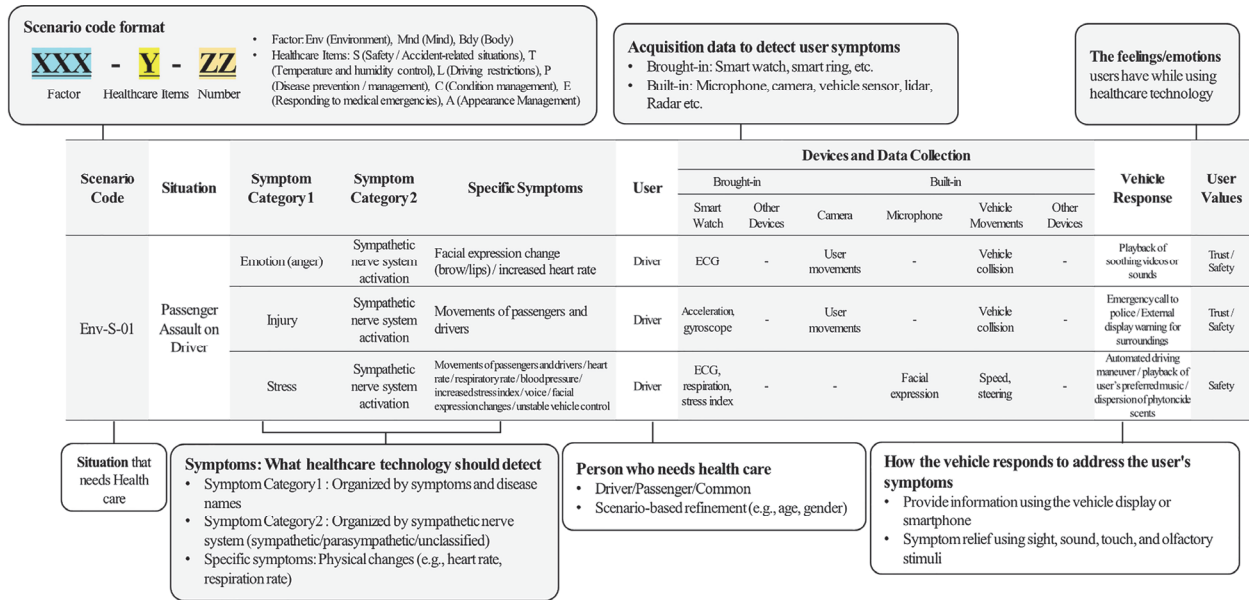 Scenario code format
XXX - Y - ZZ
Factor Healthcare Items Number
• Factor: Env (Environment), Mnd (Mind), Bdy (Body)
• Healthcare Items: S (Safety / Accident-related situations), T
(Temperature and humidity control), L (Driving restrictions), P
(Disease prevention / management), C (Condition management), E
(Responding to medical emergencies), A (Appearance Management)
Acquisition data to detect user symptoms
• Brought-in: Smart watch, smart ring, etc.
• Built-in: Microphone, camera, vehicle sensor, lidar,
Radar etc.
The feelings/emotions
users have while using
healthcare technology
Scenario
Code
Situation
Symptom
Category1
Symptom
Category2
Specific Symptoms
User
Devices and Data Collection
Brought-in
Built-in
Smart
Watch
Other
Devices
Camera
Microphone
Vehicle
Movements
Other
Devices
Vehicle
Response
User
Values
Env-S-01
Passenger
Assault on
Driver
Emotion (anger)
Sympathetic
nerve system
activation
Facial expression change
(brow/lips) / increased heart rate
Driver
ECG
-
User
movements
-
Vehicle
collision
-
Playback of
soothing videos or
sounds
Trust /
Safety
Injury
Sympathetic
nerve system
activation
Movements of passengers and
drivers
Driver
Acceleration,
gyroscope
-
User
movements
-
Vehicle
collision
-
Emergency call to
police / External
display warning for
surroundings
Trust /
Safety
Stress
Sympathetic
nerve system
activation
Movements of passengers and drivers / heart
rate / respiratory rate / blood pressure /
increased stress index / voice / facial
expression changes / unstable vehicle control
Driver
ECG,
respiration,
stress index
-
-
Facial
expression
Speed,
steering
-
Automated driving
maneuver / playback of
user's preferred music /
dispersion of phytoncide
scents
Safety
Situation that
needs Health
care
Symptoms: What healthcare technology should detect
• Symptom Category1 : Organized by symptoms and disease
names
• Symptom Category2 : Organized by sympathetic nerve
system (sympathetic/parasympathetic/unclassified)
• Specific symptoms: Physical changes (e.g., heart rate,
respiration rate)
Person who needs health care
• Driver/Passenger/Common
• Scenario-based refinement (e.g., age, gender)
How the vehicle responds to address the user's
symptoms
• Provide information using the vehicle display or
smartphone
• Symptom relief using sight, sound, touch, and olfactory
stimuli